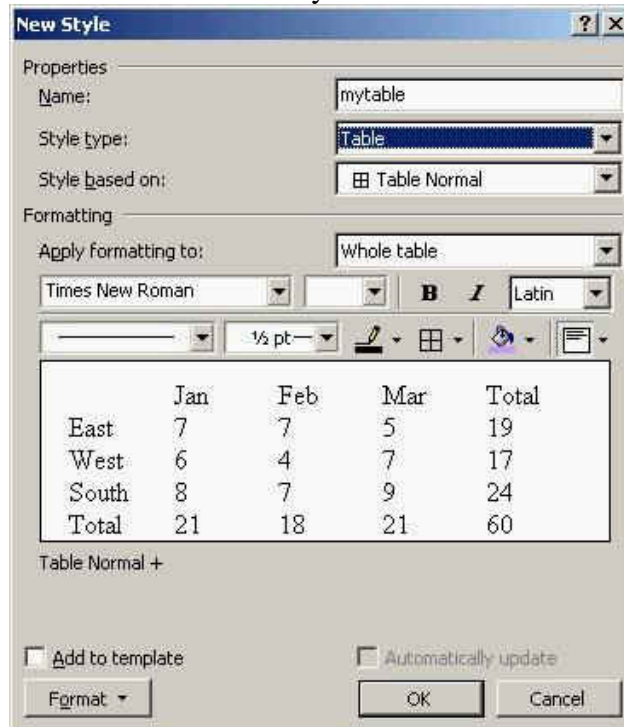 New Style
Properties
Name: mytable
Style type: Table
Style based on: Table Normal
Formatting
Apply formatting to: Whole table
Times New Roman B I Latin
½ pt
Jan Feb Mar Total
East 7 7 5 19
West 6 4 7 17
South 8 7 9 24
Total 21 18 21 60
Table Normal +
Add to template Automatically update
Format OK Cancel